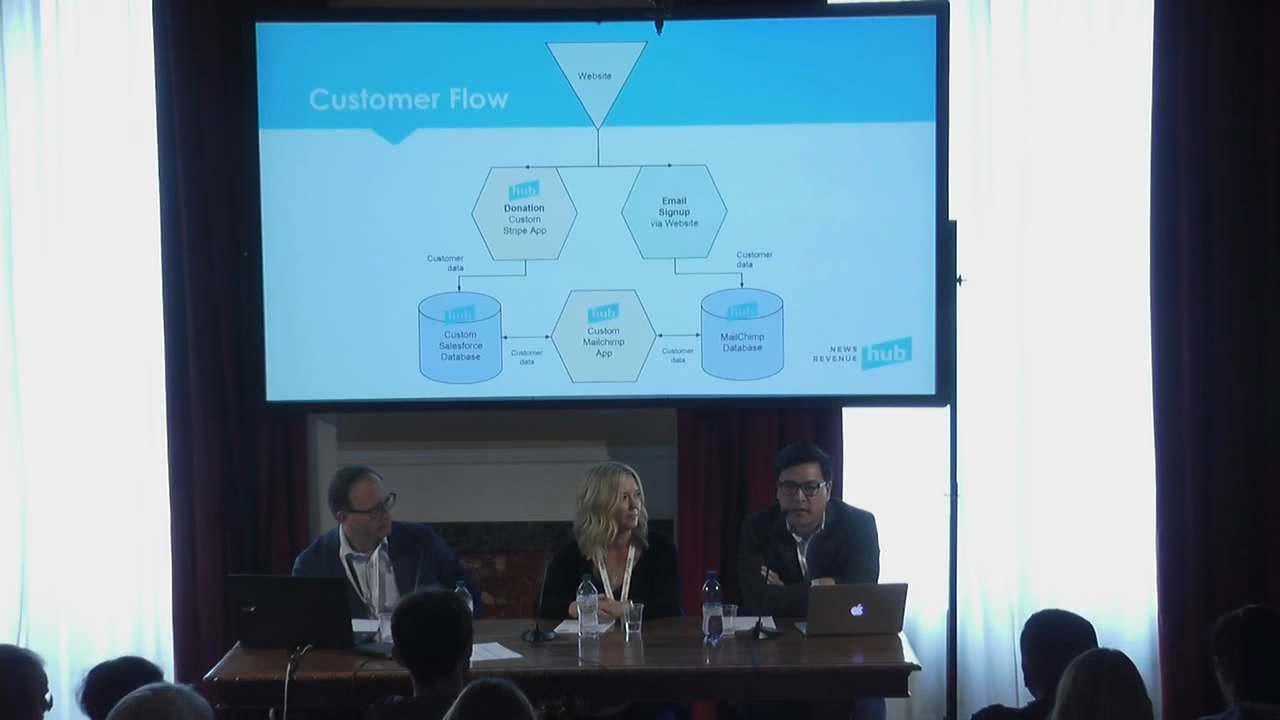 Website
Customer Flow
hub
Donation
Custom
Stripe App
Email
Signup
via Website
Customer
data
Customer
data
hub
Custom
Salesforce
Database
Customer
data
hub
Custom
Mailchimp
App
Customer
data
hub
MailChimp
Database
NEWS
REVENUE
hub